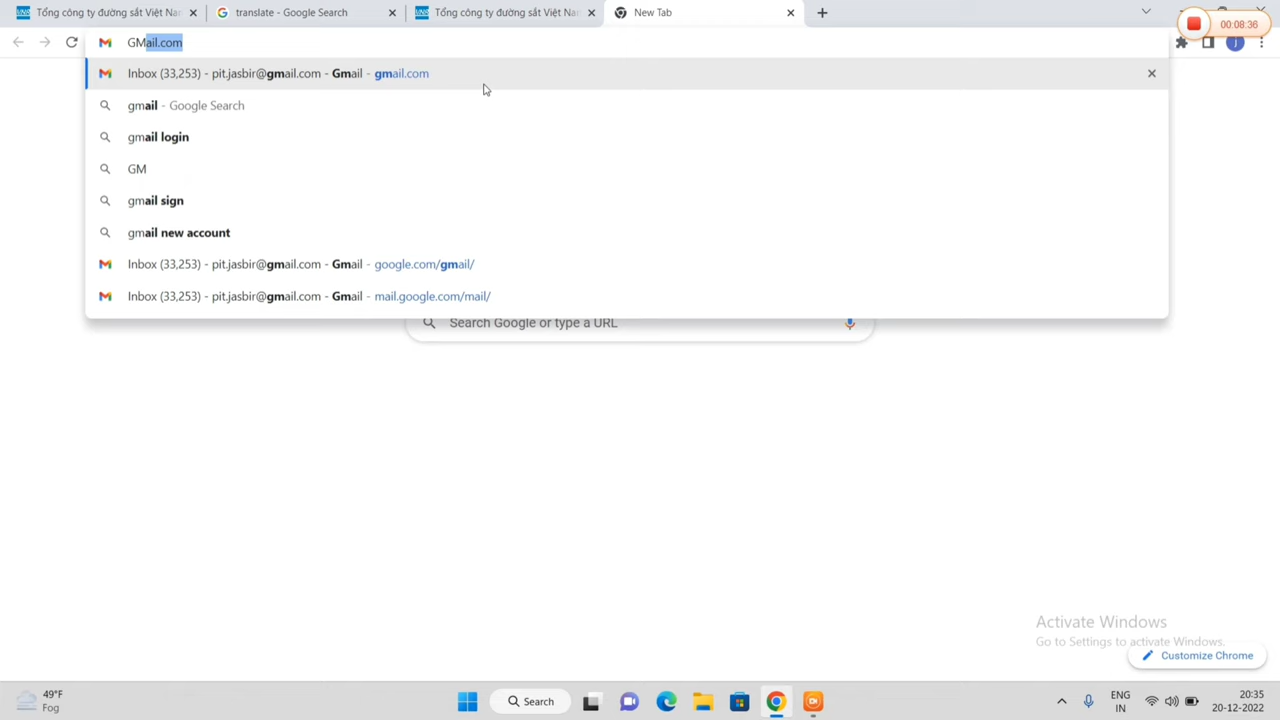 Tổng công ty đường sắt Việt Nar
translate - Google Search
Tổng công ty đường sắt Việt Nan
New Tab
00:08:36
GMail.com
Inbox (33,253) - pit.jasbir@gmail.com - Gmail - gmail.com
gmail - Google Search
gmail login
GM
gmail sign
gmail new account
Inbox (33,253) - pit.jasbir@gmail.com - Gmail - google.com/gmail/
Inbox (33,253) - pit.jasbir@gmail.com - Gmail - mail.google.com/mail/
Search Google or type a URL
Activate Windows
Go to Settings to activate Windows.
Customize Chrome
49°F
Fog
Search
ENG
IN
20:35
20-12-2022